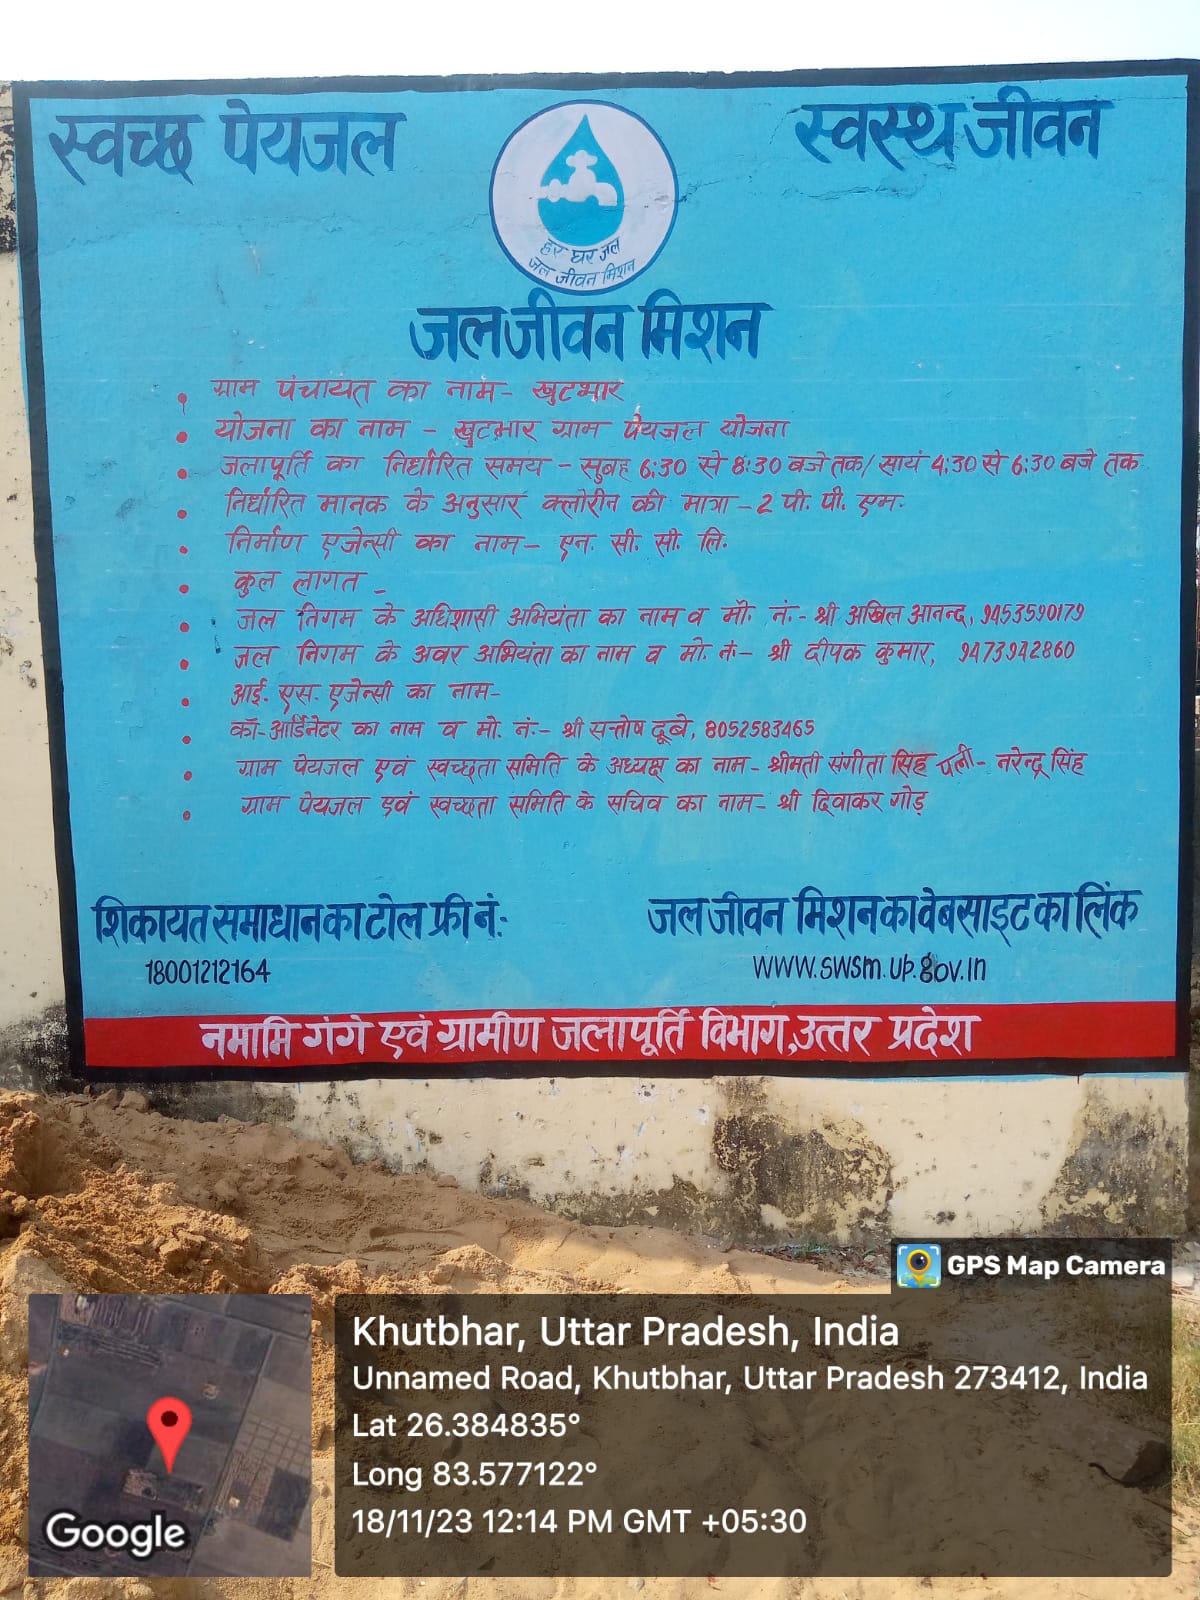 स्वच्छ पेयजल
स्वस्थ जीवन
हर घर जल
जल जीवन मिशन
जल जीवन मिशन
• ग्राम पंचायत का नाम- खुटभार
• योजना का नाम - खुटभार ग्राम पेयजल योजना
• जलापूर्ति का निर्धारित समय - सुबह 6:30 से 8:30 बजे तक/ सायं 4:30 से 6:30 बजे तक
• निर्धारित मानक के अनुसार क्लोरीन की मात्रा - 2 पी. पी. एम.
• निर्माण एजेन्सी का नाम- एन. सी. सी. लि.
• कुल लागत -
• जल निगम के अधिशासी अभियंता का नाम व मो. नं.- श्री अखिल आनन्द, 9453590179
• जल निगम के अवर अभियंता का नाम व मो. नं.- श्री दीपक कुमार, 9473942860
• आई. एस. एजेन्सी का नाम-
• कॉ-आर्डिनेटर का नाम व मो. नं.- श्री सन्तोष दूबे, 8052583465
• ग्राम पेयजल एवं स्वच्छता समिति के अध्यक्ष का नाम- श्रीमती संगीता सिंह पत्नी- नरेन्द्र सिंह
• ग्राम पेयजल एवं स्वच्छता समिति के सचिव का नाम- श्री दिवाकर गोड़
शिकायत समाधान का टोल फ्री नं.:
18001212164
जल जीवन मिशन का वेबसाइट का लिंक
www.swsm.up.gov.in
नमामि गंगे एवं ग्रामीण जलापूर्ति विभाग, उत्तर प्रदेश
GPS Map Camera
Khutbhar, Uttar Pradesh, India
Unnamed Road, Khutbhar, Uttar Pradesh 273412, India
Lat 26.384835°
Long 83.577122°
18/11/23 12:14 PM GMT +05:30
Google